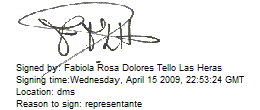 Signed by: Fabiola Rosa Dolores Tello Las Heras
Signing time:Wednesday, April 15 2009, 22:53:24 GMT
Location: dms
Reason to sign: representante